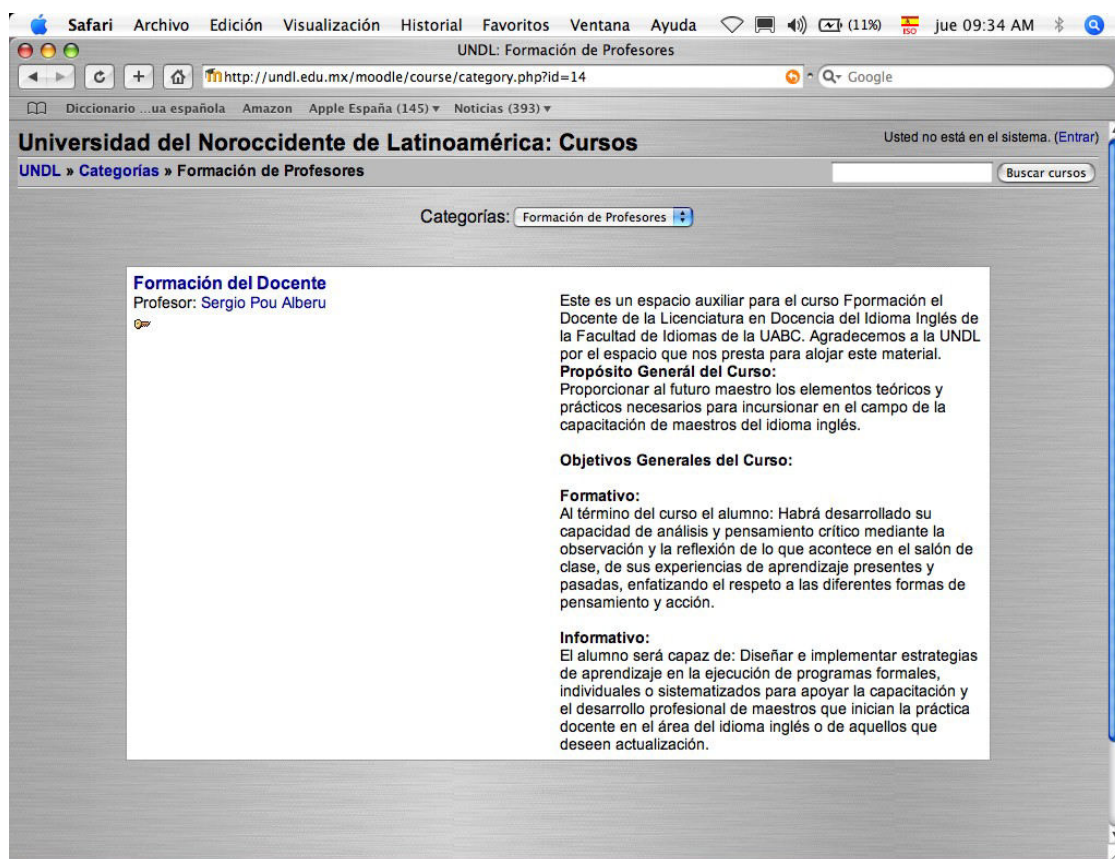 Safari Archivo Edición Visualización Historial Favoritos Ventana Ayuda (11%) ISO jue 09:34 AM
UNDL: Formación de Profesores
http://undl.edu.mx/moodle/course/category.php?id=14 Google
Diccionario ...ua española Amazon Apple España (145) Noticias (393)
Universidad del Noroccidente de Latinoamérica: Cursos
Usted no está en el sistema. (Entrar)
UNDL » Categorías » Formación de Profesores
Buscar cursos
Categorías: Formación de Profesores
Formación del Docente
Profesor: Sergio Pou Alberu
Este es un espacio auxiliar para el curso Fpormación el
Docente de la Licenciatura en Docencia del Idioma Inglés de
la Facultad de Idiomas de la UABC. Agradecemos a la UNDL
por el espacio que nos presta para alojar este material.
Propósito Generál del Curso:
Proporcionar al futuro maestro los elementos teóricos y
prácticos necesarios para incursionar en el campo de la
capacitación de maestros del idioma inglés.
Objetivos Generales del Curso:
Formativo:
Al término del curso el alumno: Habrá desarrollado su
capacidad de análisis y pensamiento crítico mediante la
observación y la reflexión de lo que acontece en el salón de
clase, de sus experiencias de aprendizaje presentes y
pasadas, enfatizando el respeto a las diferentes formas de
pensamiento y acción.
Informativo:
El alumno será capaz de: Diseñar e implementar estrategias
de aprendizaje en la ejecución de programas formales,
individuales o sistematizados para apoyar la capacitación y
el desarrollo profesional de maestros que inician la práctica
docente en el área del idioma inglés o de aquellos que
deseen actualización.